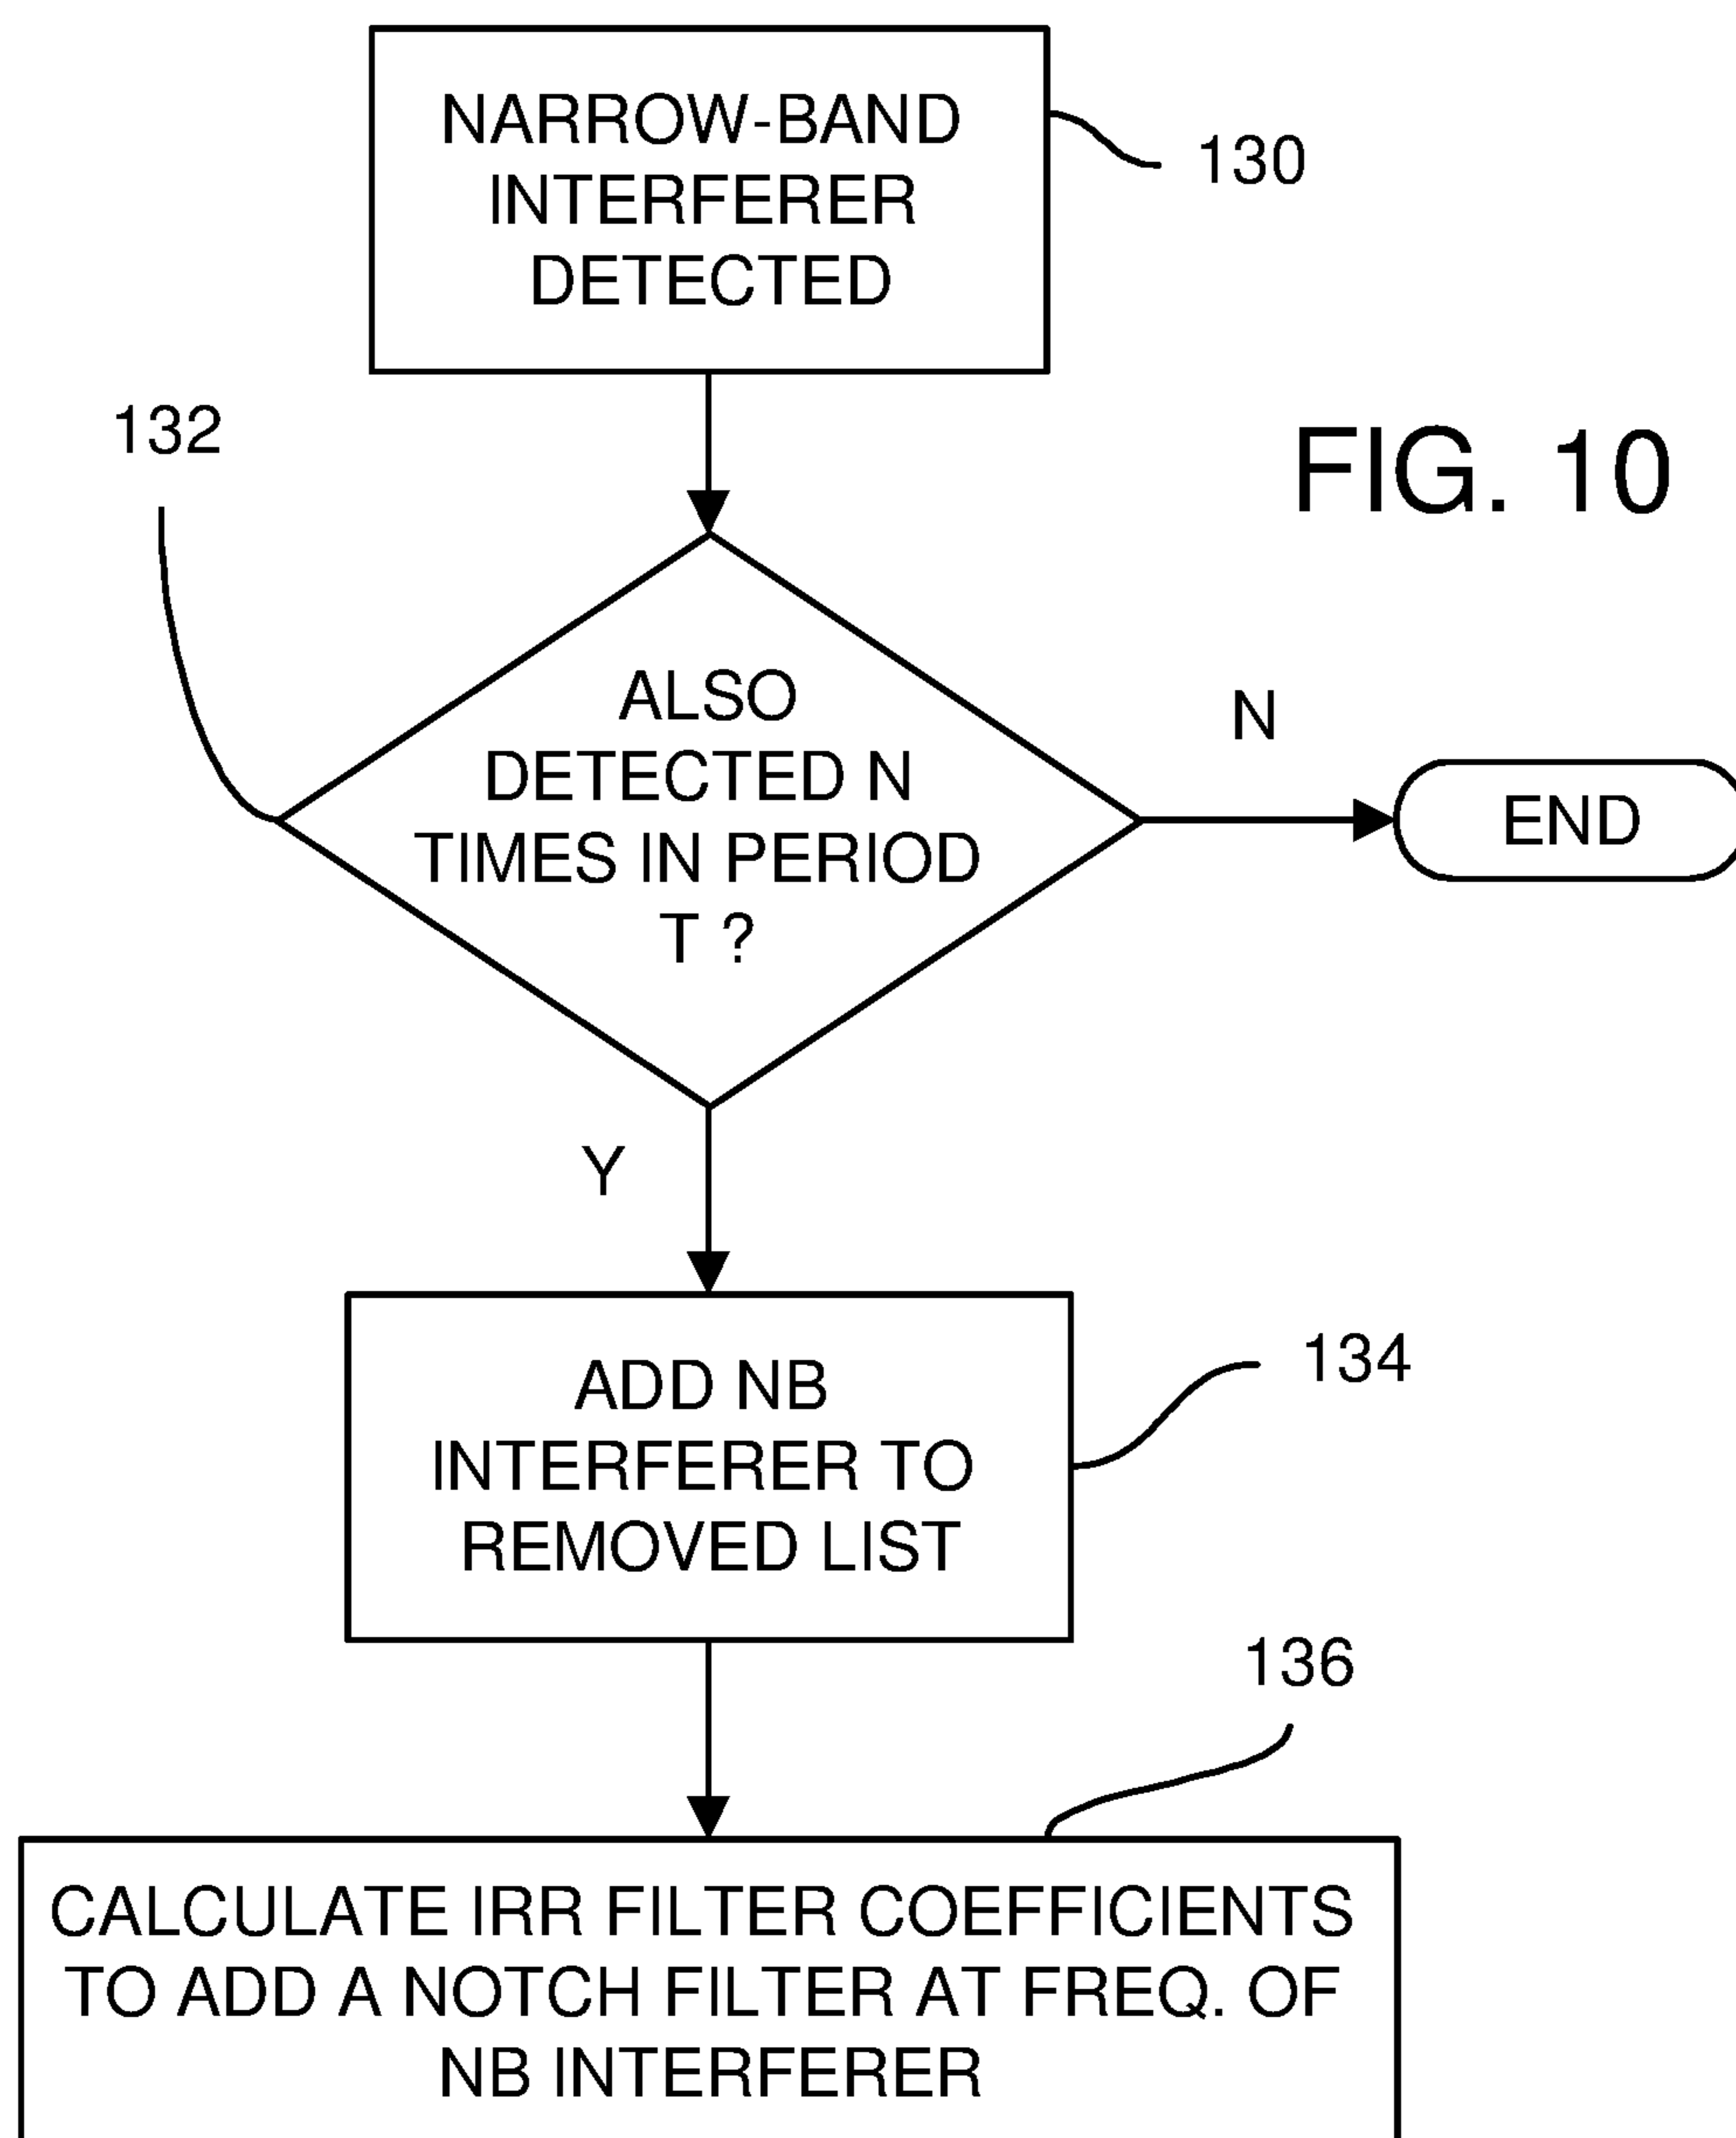 NARROW-BAND
INTERFERER
DETECTED
130
132
FIG. 10
ALSO
DETECTED N
TIMES IN PERIOD
T ?
N
END
Y
ADD NB
INTERFERER TO
REMOVED LIST
134
136
CALCULATE IRR FILTER COEFFICIENTS
TO ADD A NOTCH FILTER AT FREQ. OF
NB INTERFERER